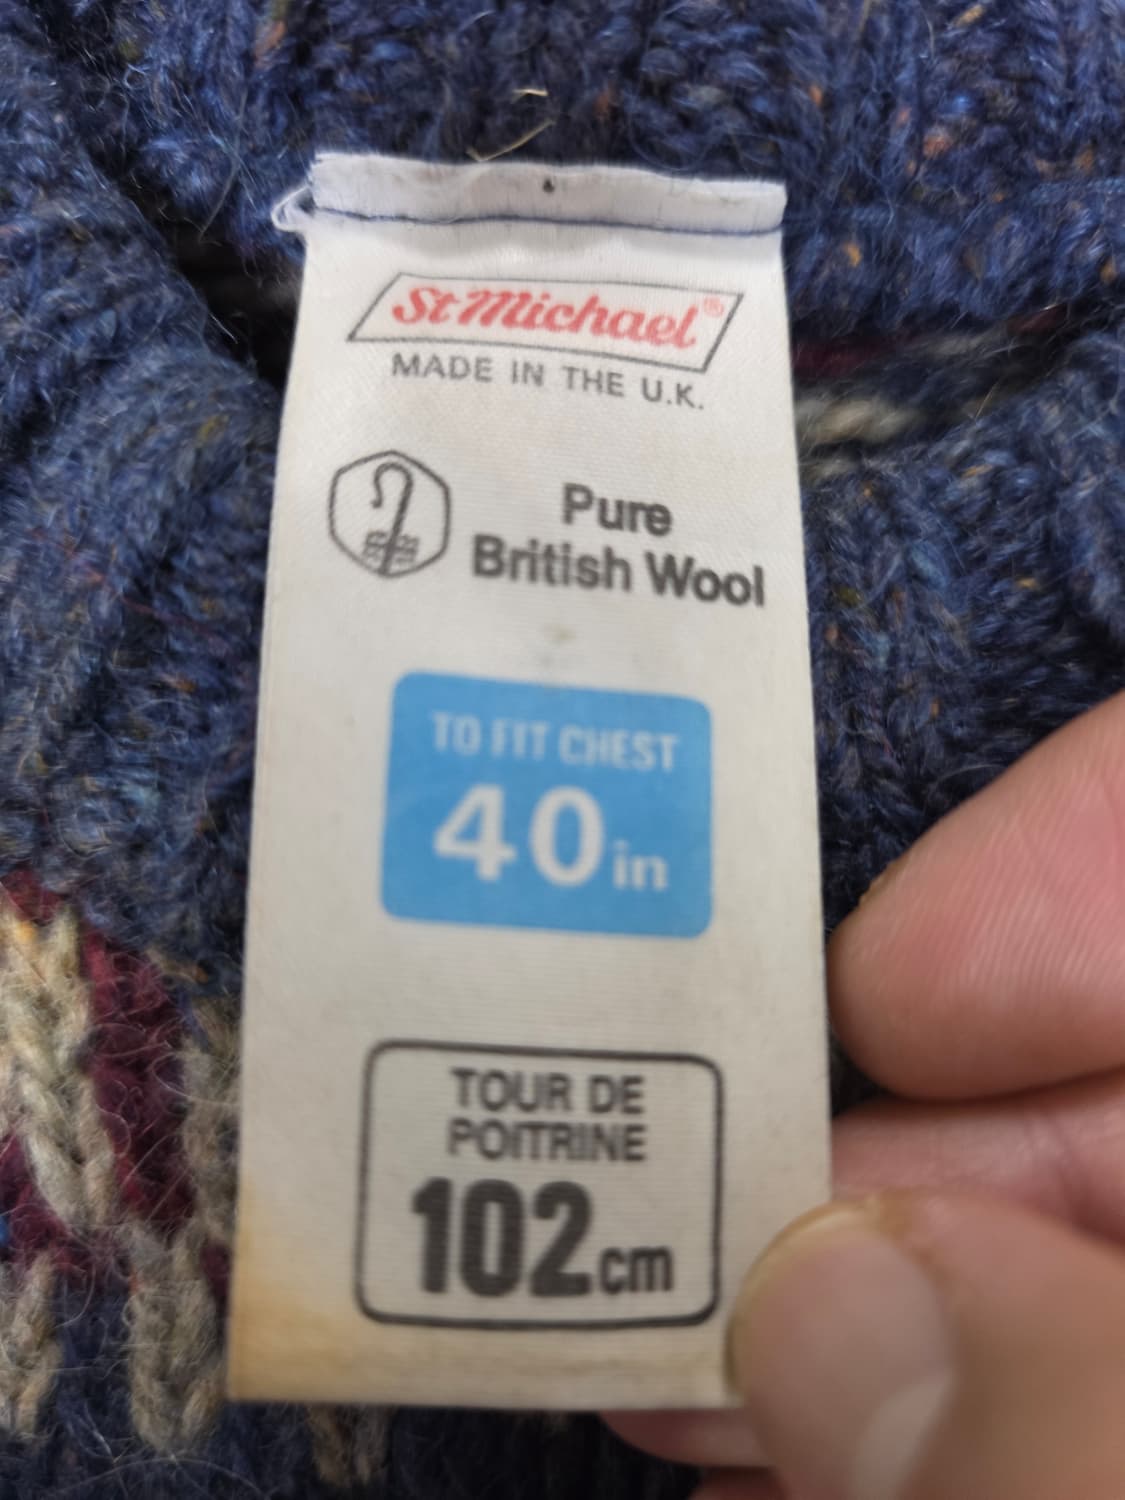 St Michael®
MADE IN THE U.K.
Pure
British Wool
TO FIT CHEST
40in
TOUR DE
POITRINE
102cm